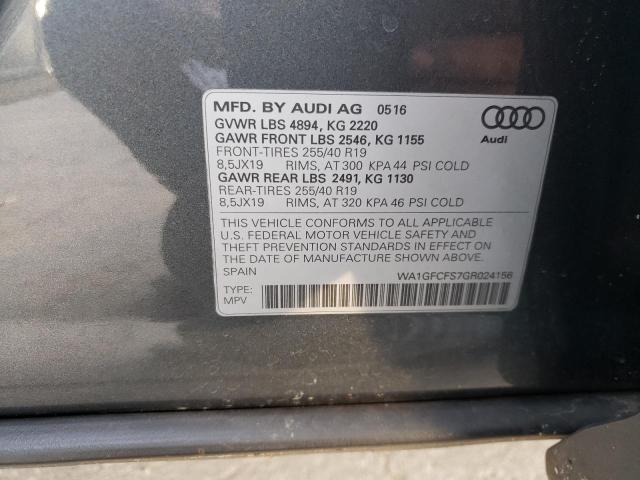 MFD. BY AUDI AG 0516
GVWR LBS 4894, KG 2220
GAWR FRONT LBS 2546, KG 1155
FRONT-TIRES 255/40 R19
8,5JX19 RIMS, AT 300 KPA 44 PSI COLD
GAWR REAR LBS 2491, KG 1130
REAR-TIRES 255/40 R19
8,5JX19 RIMS, AT 320 KPA 46 PSI COLD
Audi
THIS VEHICLE CONFORMS TO ALL APPLICABLE
U.S. FEDERAL MOTOR VEHICLE SAFETY AND
THEFT PREVENTION STANDARDS IN EFFECT ON
THE DATE OF MANUFACTURE SHOWN ABOVE.
SPAIN WA1GFCFS7GR024156
TYPE:
MPV